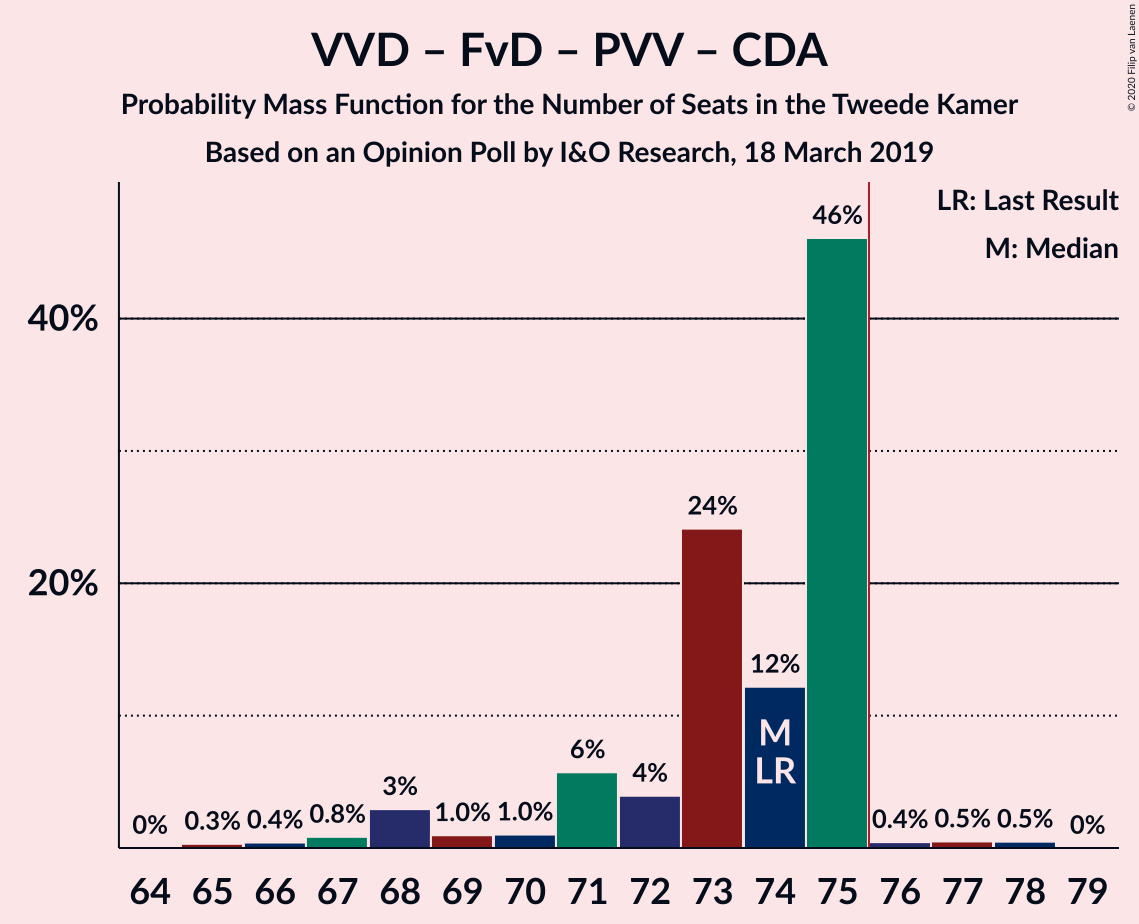 VVD – FvD – PVV – CDA
Probability Mass Function for the Number of Seats in the Tweede Kamer
Based on an Opinion Poll by I&O Research, 18 March 2019
© 2020 Filip van Laenen
LR: Last Result
M: Median
40%
20%
0%
0.3%
0.4%
0.8%
3%
1.0%
1.0%
6%
4%
24%
12%
46%
0.4%
0.5%
0.5%
0%
M
LR
64 65 66 67 68 69 70 71 72 73 74 75 76 77 78 79